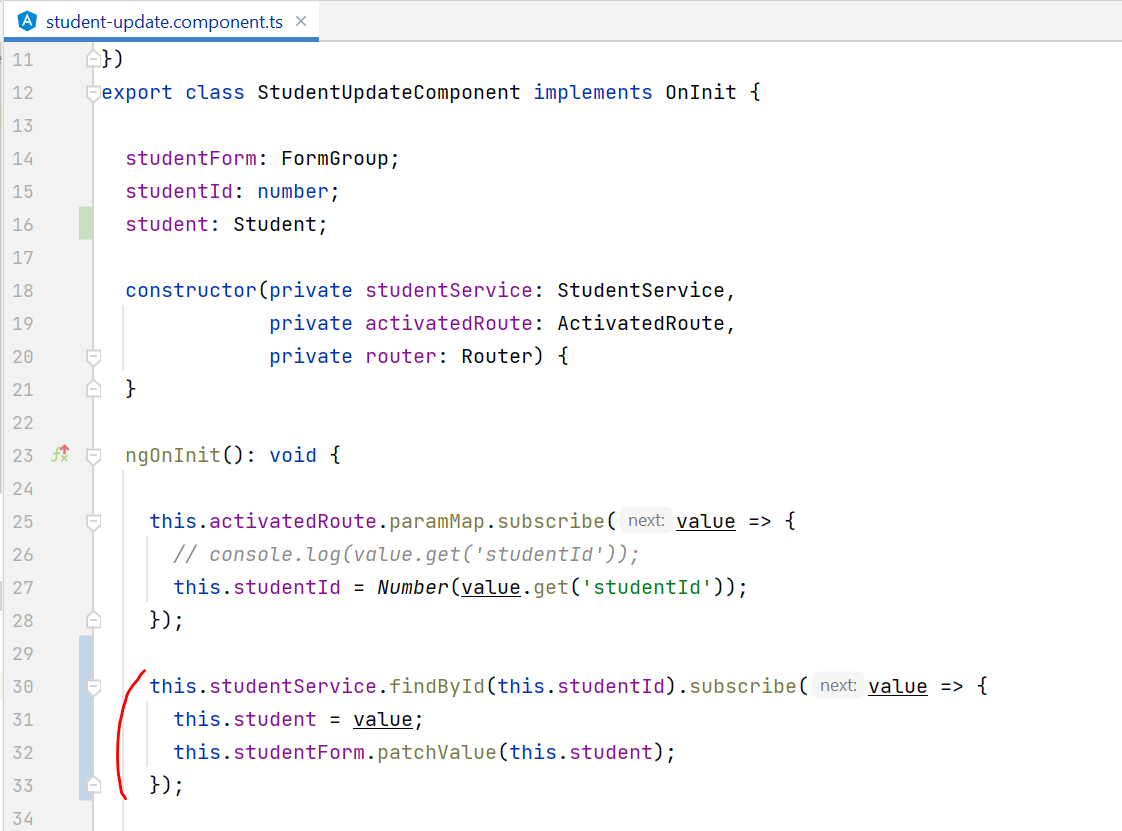 student-update.component.ts ×
11 })
12 export class StudentUpdateComponent implements OnInit {
13
14 studentForm: FormGroup;
15 studentId: number;
16 student: Student;
17
18 constructor(private studentService: StudentService,
19 private activatedRoute: ActivatedRoute,
20 private router: Router) {
21 }
22
23 ngOnInit(): void {
24
25 this.activatedRoute.paramMap.subscribe( next: value => {
26 // console.log(value.get('studentId'));
27 this.studentId = Number(value.get('studentId'));
28 });
29
30 this.studentService.findById(this.studentId).subscribe( next: value => {
31 this.student = value;
32 this.studentForm.patchValue(this.student);
33 });
34